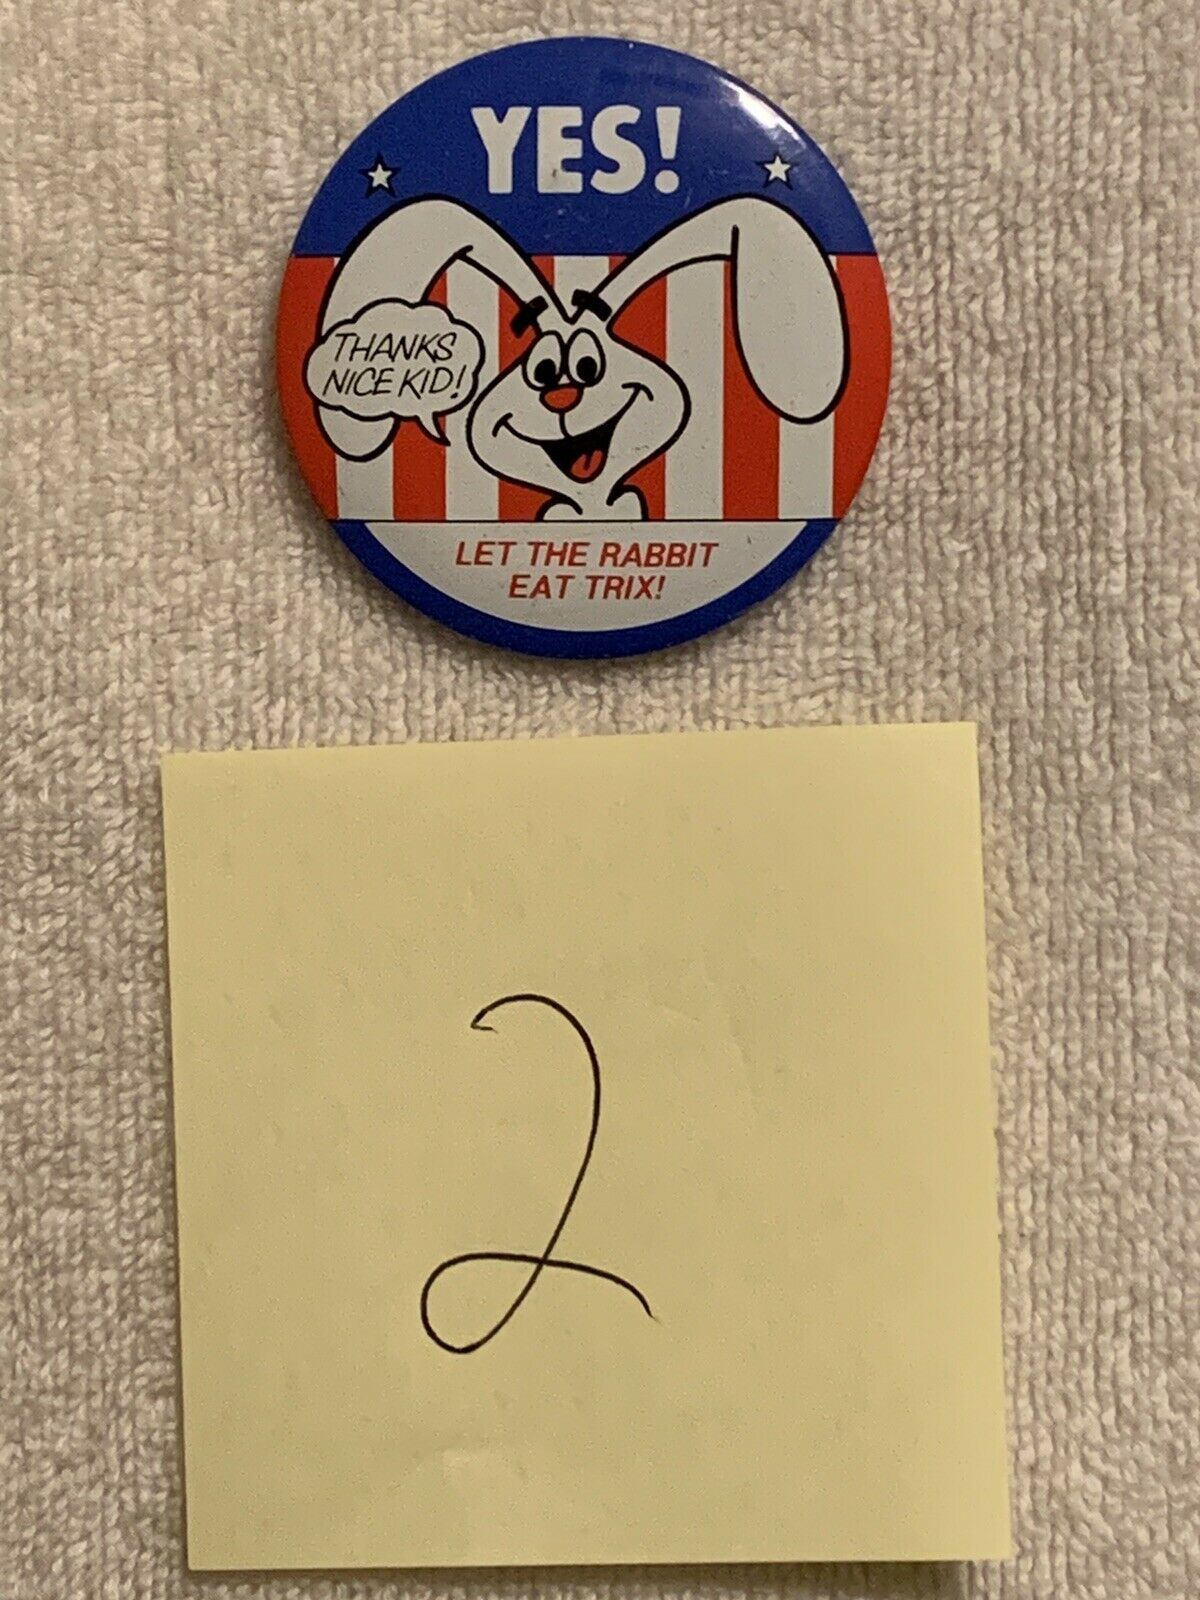 YES!
THANKS
NICE KID!
LET THE RABBIT
EAT TRIX!
2